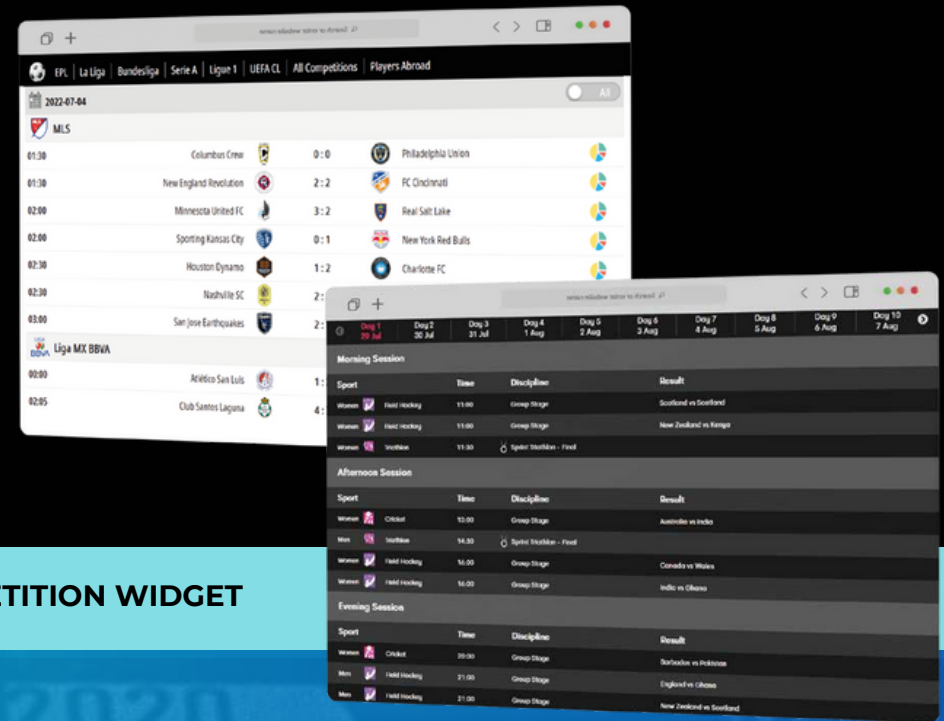 EPL | La Liga | Bundesliga | Serie A | Ligue 1 | UEFA CL | All Competitions | Players Abroad
2022-07-04 All
MLS
01:30 Columbus Crew 0:0 Philadelphia Union
01:30 New England Revolution 2:2 FC Cincinnati
02:00 Minnesota United FC 3:2 Real Salt Lake
02:00 Sporting Kansas City 0:1 New York Red Bulls
02:30 Houston Dynamo 1:2 Charlotte FC
02:30 Nashville SC 2:
03:00 San Jose Earthquakes 2:
Liga MX BBVA
00:00 Atlético San Luis 1:
02:05 Club Santos Laguna 4:
Day 1 Day 2 Day 3 Day 4 Day 5 Day 6 Day 7 Day 8 Day 9 Day 10
29 Jul 30 Jul 31 Jul 1 Aug 2 Aug 3 Aug 4 Aug 5 Aug 6 Aug 7 Aug
Morning Session
Sport Time Discipline Result
Women Field Hockey 11:00 Group Stage Scotland vs Scotland
Women Field Hockey 11:00 Group Stage New Zealand vs Kenya
Women Triathlon 11:30 Sprint Triathlon - Final
Afternoon Session
Sport Time Discipline Result
Women Cricket 13:00 Group Stage Australia vs India
Men Triathlon 14:30 Sprint Triathlon - Final
Women Field Hockey 16:00 Group Stage Canada vs Wales
Women Field Hockey 16:00 Group Stage India vs Ghana
Evening Session
Sport Time Discipline Result
Women Cricket 20:00 Group Stage Barbados vs Pakistan
Men Field Hockey 21:00 Group Stage England vs Ghana
Men Field Hockey 21:00 Group Stage New Zealand vs Scotland
ETITION WIDGET
2020